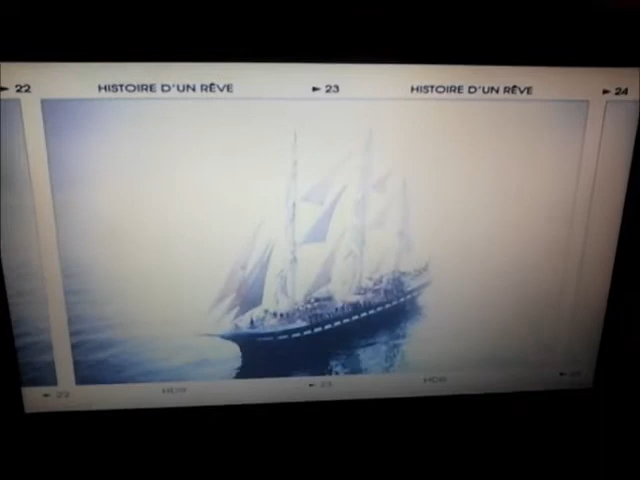 ► 22 HISTOIRE D'UN RÊVE ► 23 HISTOIRE D'UN RÊVE ► 24
► 22 ► 23